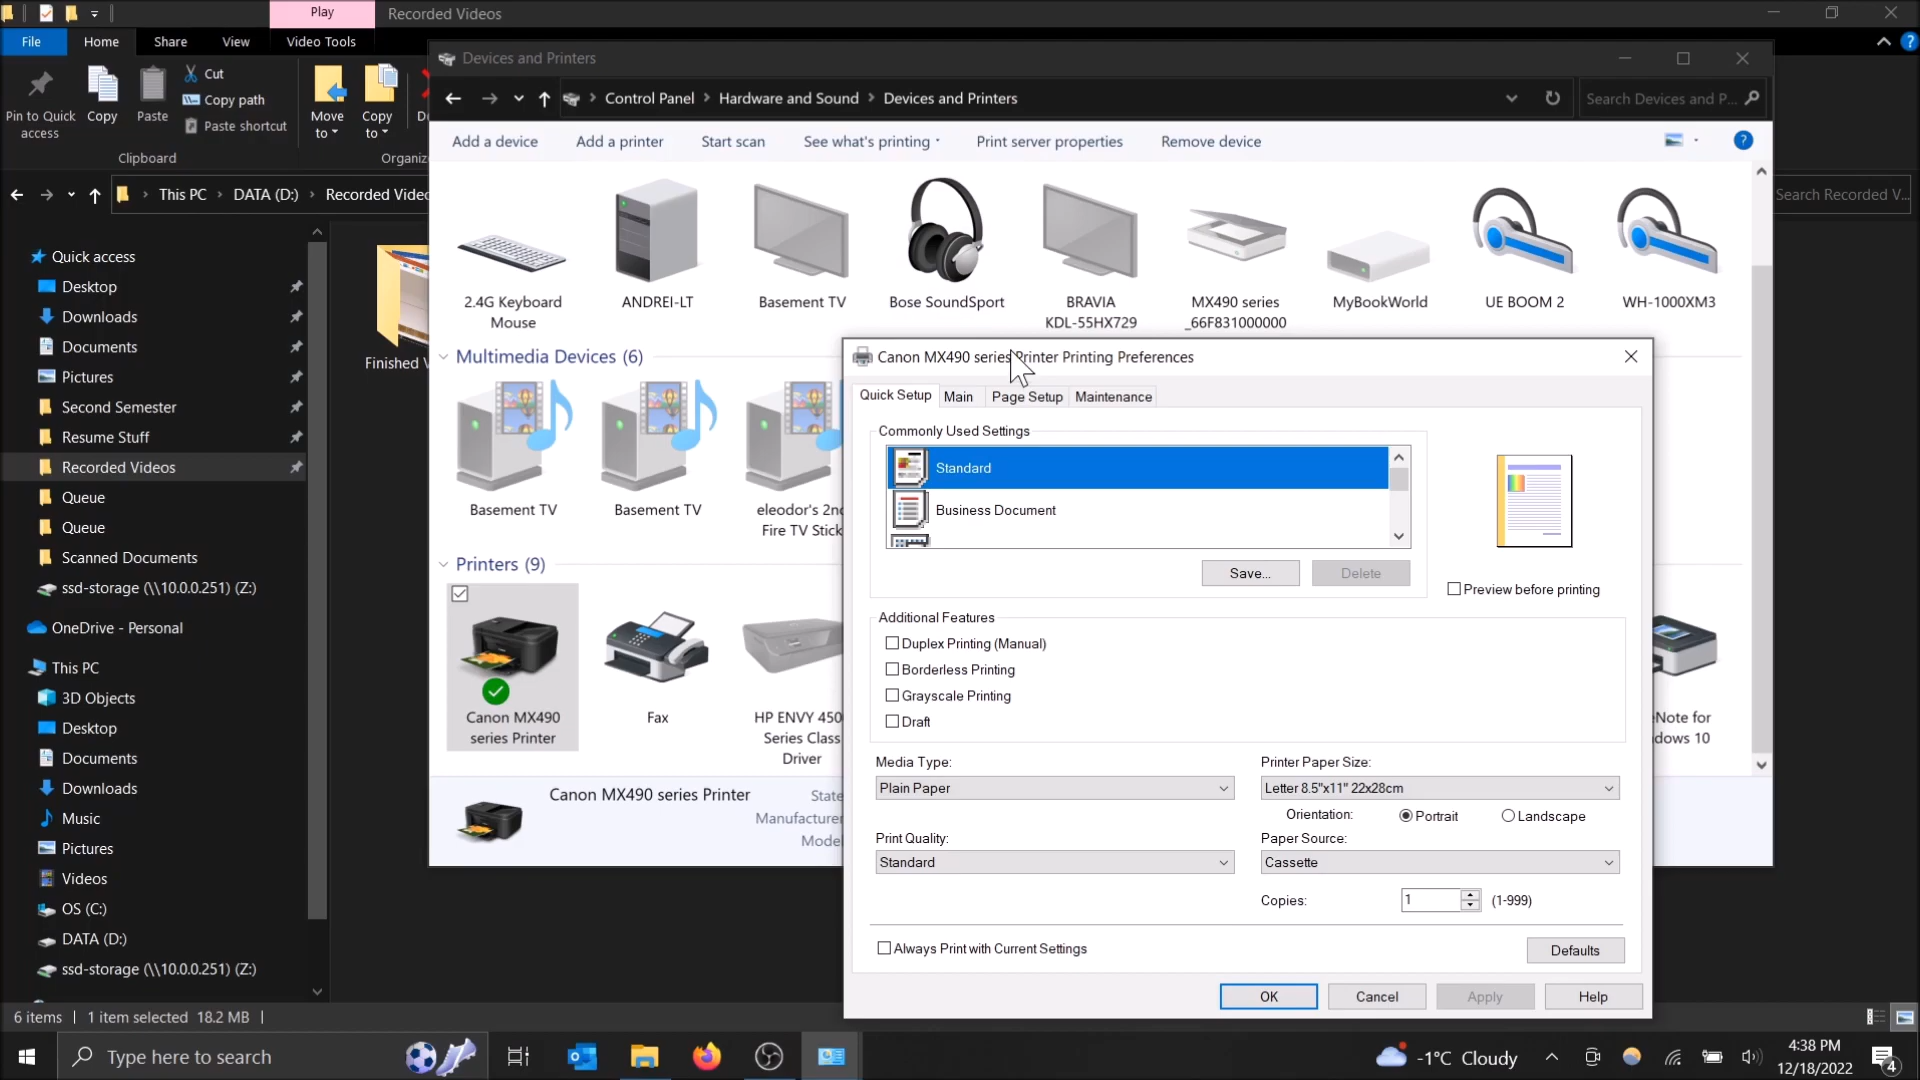 Play
Recorded Videos
File
Home
Share
View
Video Tools
Pin to Quick access
Copy
Paste
Cut
Copy path
Paste shortcut
Move to
Copy to
Clipboard
Organiz
This PC
DATA (D:)
Recorded Video
Search Recorded V...
Quick access
Desktop
Downloads
Documents
Pictures
Second Semester
Resume Stuff
Recorded Videos
Queue
Queue
Scanned Documents
ssd-storage (\\10.0.0.251) (Z:)
OneDrive - Personal
This PC
3D Objects
Desktop
Documents
Downloads
Music
Pictures
Videos
OS (C:)
DATA (D:)
ssd-storage (\\10.0.0.251) (Z:)
Finished V
6 items
1 item selected 18.2 MB
Devices and Printers
Control Panel
Hardware and Sound
Devices and Printers
Search Devices and P...
Add a device
Add a printer
Start scan
See what's printing
Print server properties
Remove device
2.4G Keyboard
Mouse
ANDREI-LT
Basement TV
Bose SoundSport
BRAVIA
KDL-55HX729
MX490 series
_66F831000000
MyBookWorld
UE BOOM 2
WH-1000XM3
Multimedia Devices (6)
Basement TV
Basement TV
eleodor's 2nd
Fire TV Stick
Printers (9)
Canon MX490
series Printer
Fax
HP ENVY 450
Series Class
Driver
eNote for
dows 10
Canon MX490 series Printer
State
Manufacturer
Model
Canon MX490 series Printer Printing Preferences
Quick Setup
Main
Page Setup
Maintenance
Commonly Used Settings
Standard
Business Document
Save...
Delete
Preview before printing
Additional Features
Duplex Printing (Manual)
Borderless Printing
Grayscale Printing
Draft
Media Type:
Plain Paper
Printer Paper Size:
Letter 8.5"x11" 22x28cm
Orientation:
Portrait
Landscape
Print Quality:
Standard
Paper Source:
Cassette
Copies:
1
(1-999)
Always Print with Current Settings
Defaults
OK
Cancel
Apply
Help
Type here to search
-1°C Cloudy
4:38 PM
12/18/2022
4